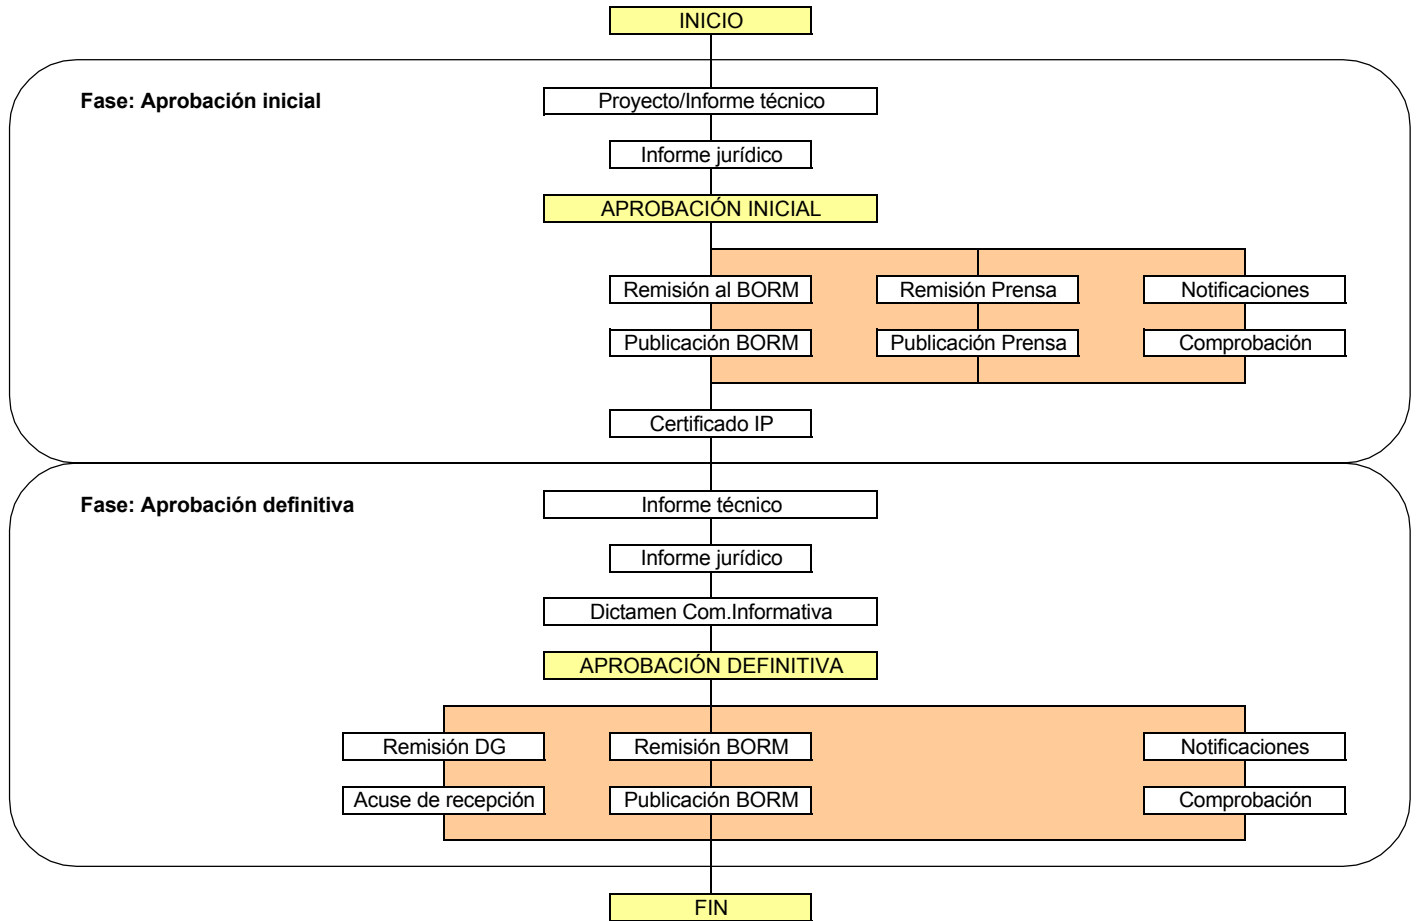 INICIO
Fase: Aprobación inicial
Proyecto/Informe técnico
Informe jurídico
APROBACIÓN INICIAL
Remisión al BORM
Remisión Prensa
Notificaciones
Publicación BORM
Publicación Prensa
Comprobación
Certificado IP
Fase: Aprobación definitiva
Informe técnico
Informe jurídico
Dictamen Com.Informativa
APROBACIÓN DEFINITIVA
Remisión DG
Remisión BORM
Notificaciones
Acuse de recepción
Publicación BORM
Comprobación
FIN